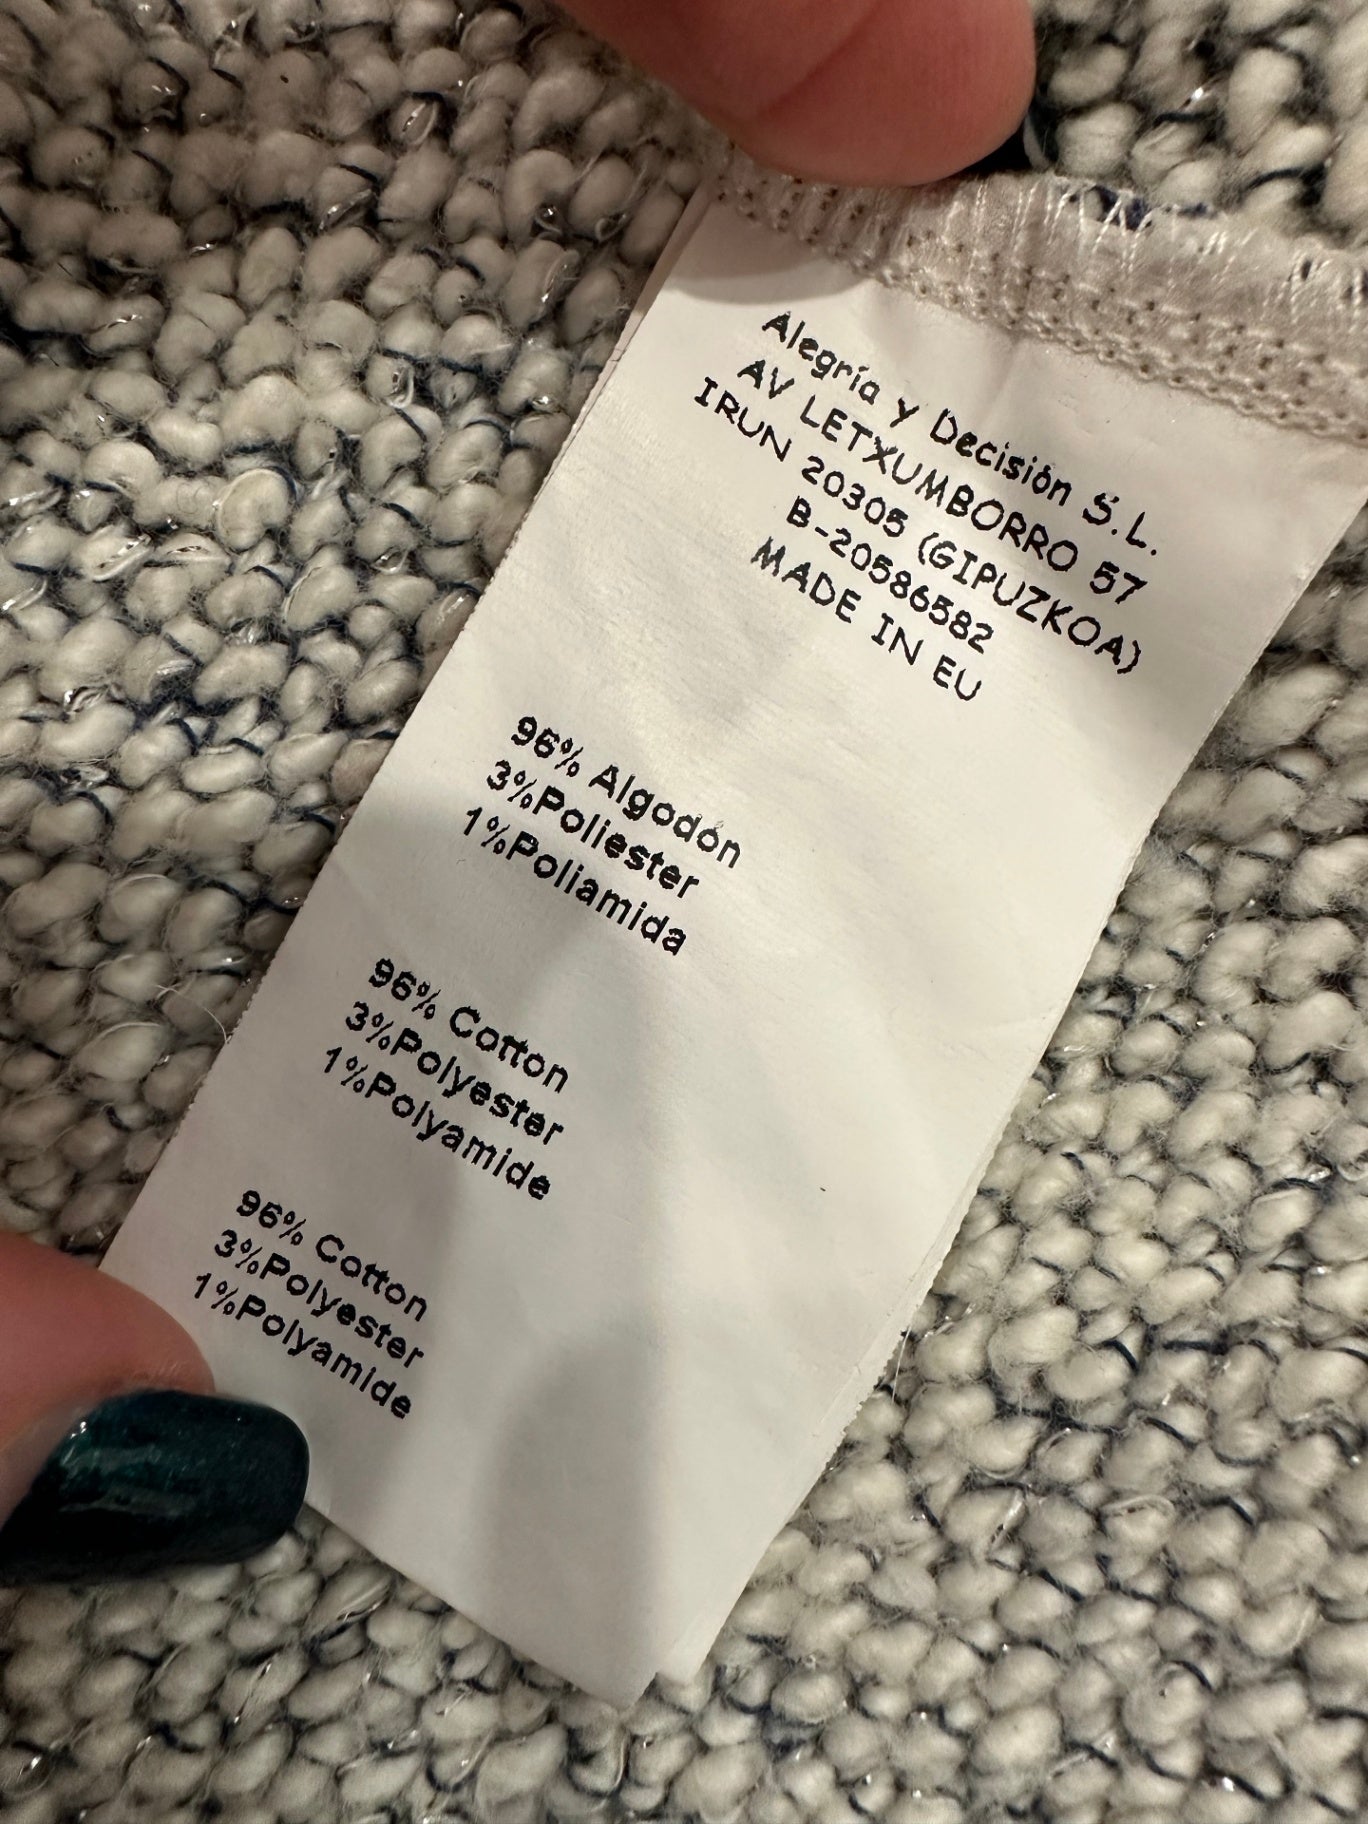 Alegría y Decisión S.L.
AV LETXUMBORRO 57
IRUN 20305 (GIPUZKOA)
B-20586582
MADE IN EU
96% Algodón
3%Poliester
1%Poliamida
96% Cotton
3%Polyester
1%Polyamide
96% Cotton
3%Polyester
1%Polyamide